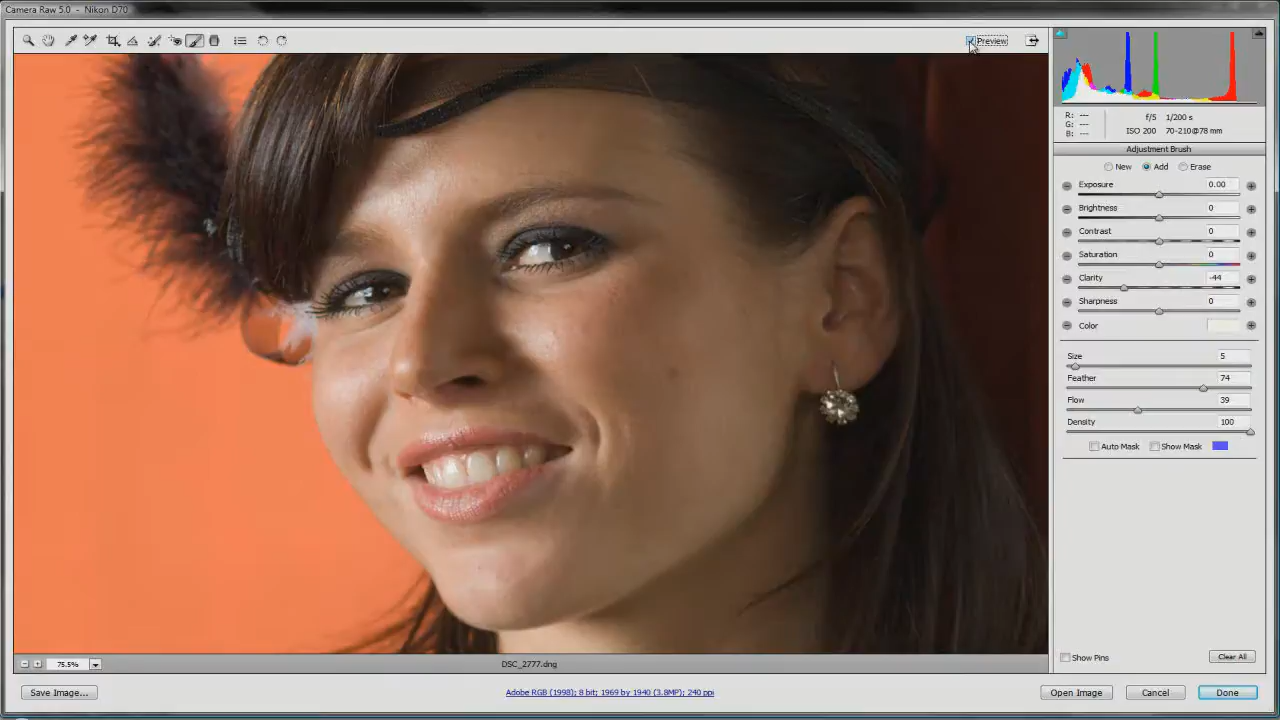 Camera Raw 5.0 - Nikon D70
Preview
R: ---
G: ---
B: ---
f/5 1/200 s
ISO 200 70-210@78 mm
Adjustment Brush
New Add Erase
Exposure 0.00
Brightness 0
Contrast 0
Saturation 0
Clarity -44
Sharpness 0
Color
Size 5
Feather 74
Flow 39
Density 100
Auto Mask Show Mask
Show Pins Clear All
75.5% DSC_2777.dng
Save Image... Adobe RGB (1998); 8 bit; 1969 by 1940 (3.8MP); 240 ppi Open Image Cancel Done